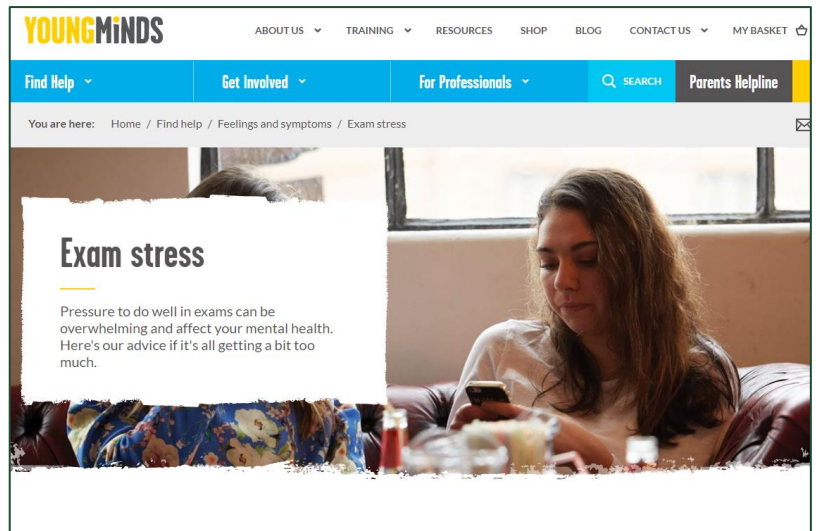 YOUNGMiNDS
ABOUT US TRAINING RESOURCES SHOP BLOG CONTACT US MY BASKET
Find Help Get Involved For Professionals SEARCH Parents Helpline
You are here: Home / Find help / Feelings and symptoms / Exam stress
Exam stress
Pressure to do well in exams can be
overwhelming and affect your mental health.
Here's our advice if it's all getting a bit too
much.